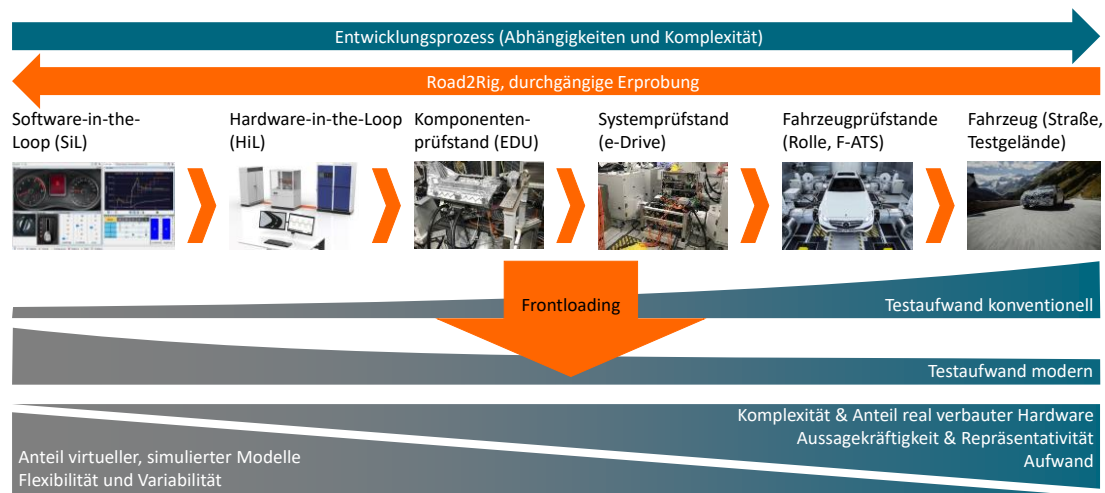 Entwicklungsprozess (Abhängigkeiten und Komplexität)
Road2Rig, durchgängige Erprobung
Software-in-the-
Loop (SiL)
Hardware-in-the-Loop
(HiL)
Komponenten-
prüfstand (EDU)
Systemprüfstand
(e-Drive)
Fahrzeugprüfstande
(Rolle, F-ATS)
Fahrzeug (Straße,
Testgelände)
Frontloading
Testaufwand konventionell
Testaufwand modern
Komplexität & Anteil real verbauter Hardware
Aussagekräftigkeit & Repräsentativität
Aufwand
Anteil virtueller, simulierter Modelle
Flexibilität und Variabilität